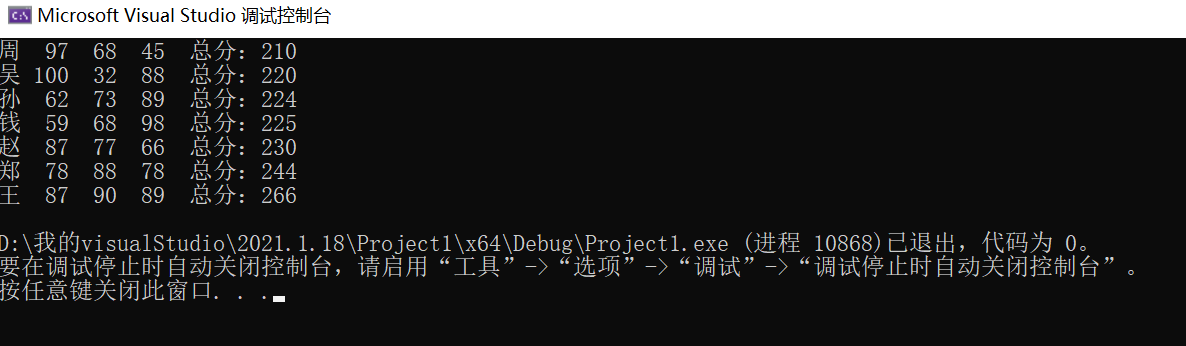 C:\ Microsoft Visual Studio 调试控制台
周 97 68 45 总分：210
吴 100 32 88 总分：220
孙 62 73 89 总分：224
钱 59 68 98 总分：225
赵 87 77 66 总分：230
郑 78 88 78 总分：244
王 87 90 89 总分：266
D:\我的visualStudio\2021.1.18\Project1\x64\Debug\Project1.exe (进程 10868)已退出，代码为 0。
要在调试停止时自动关闭控制台，请启用“工具”->“选项”->“调试”->“调试停止时自动关闭控制台”。
按任意键关闭此窗口. . .